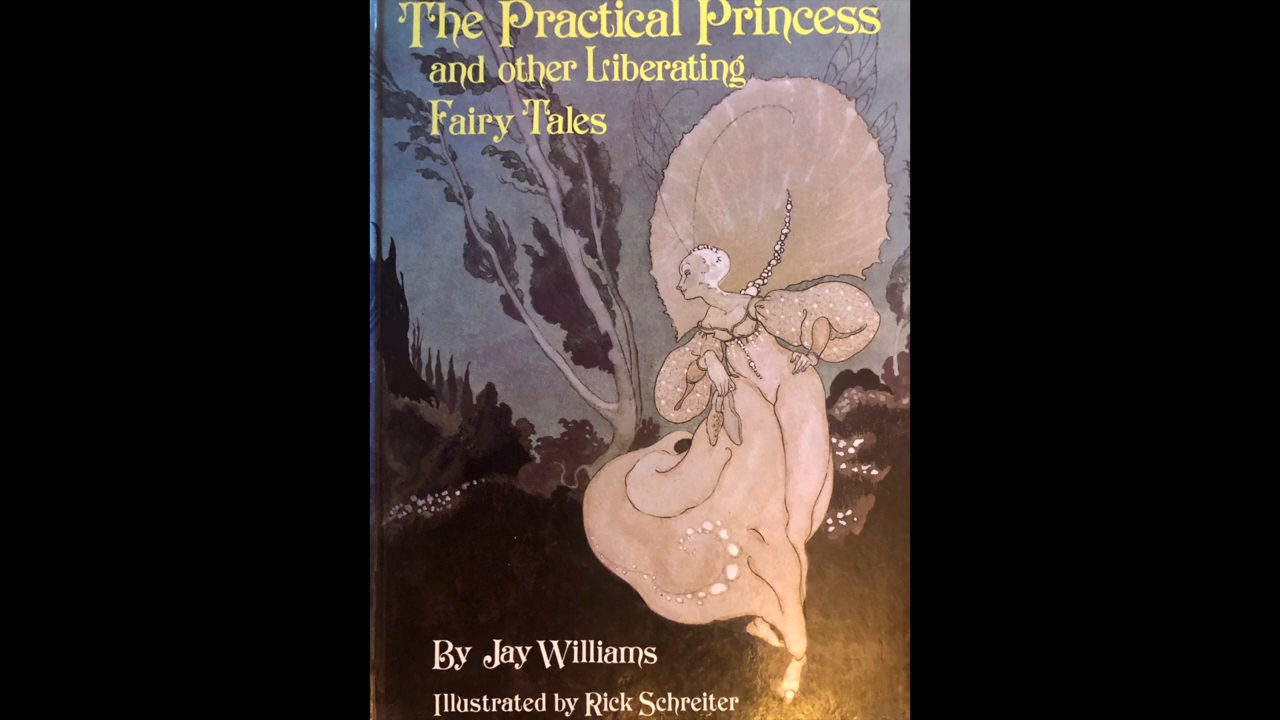 The Practical Princess
and other Liberating
Fairy Tales
By Jay Williams
Illustrated by Rick Schreiter